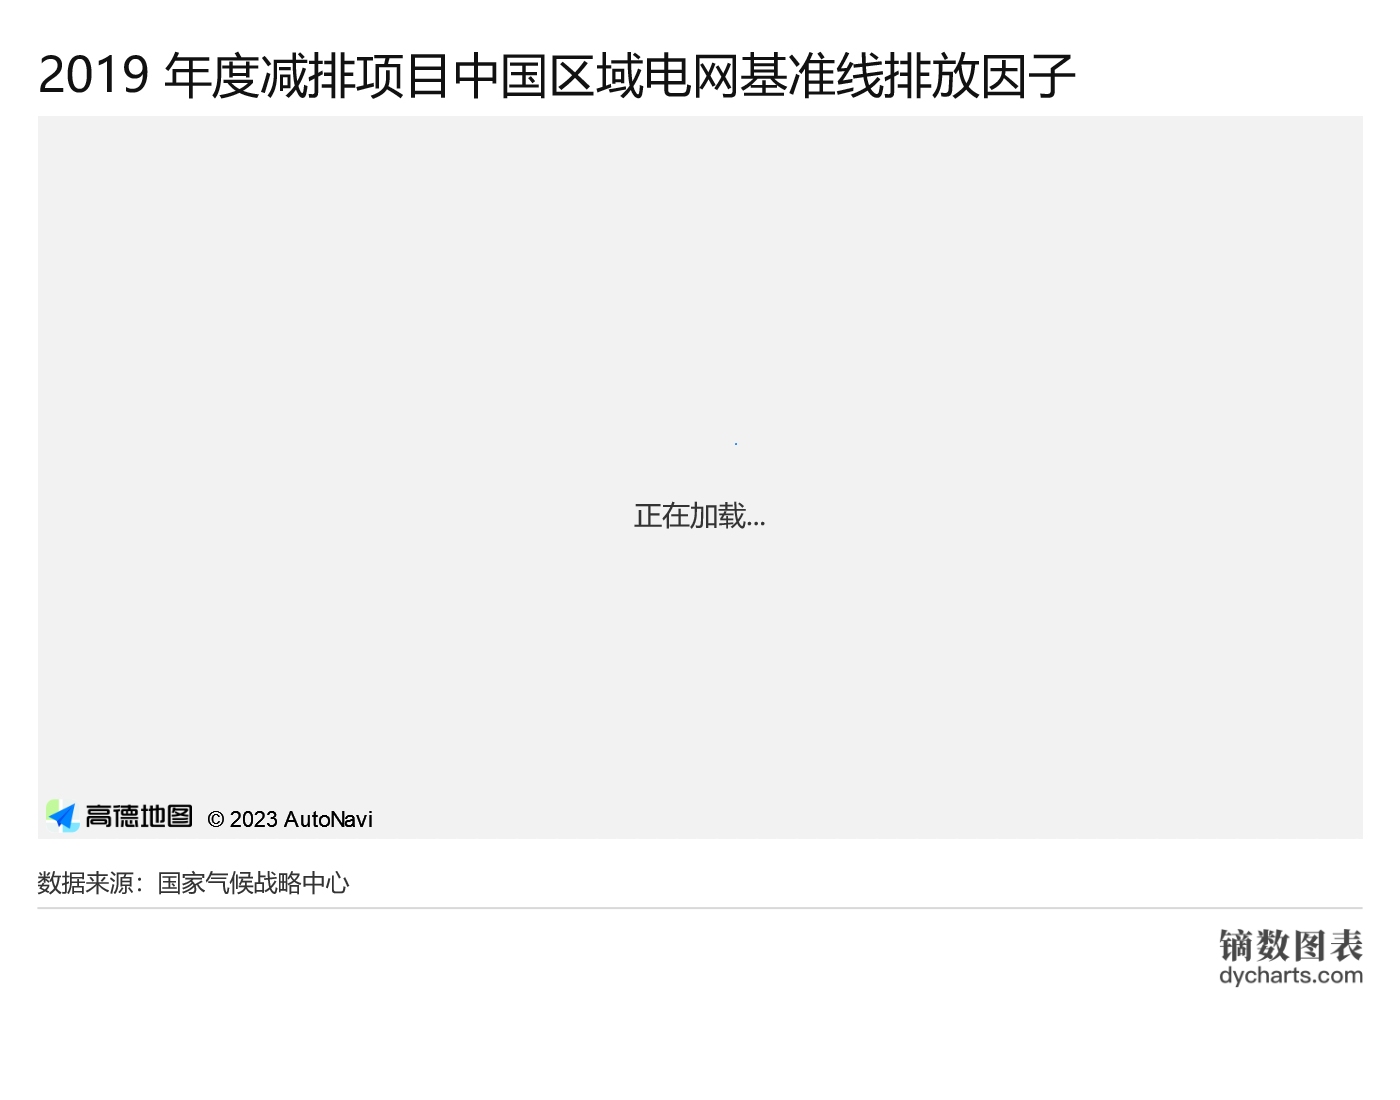 2019 年度减排项目中国区域电网基准线排放因子
正在加载...
高德地图 © 2023 AutoNavi
数据来源：国家气候战略中心
镝数图表
dycharts.com